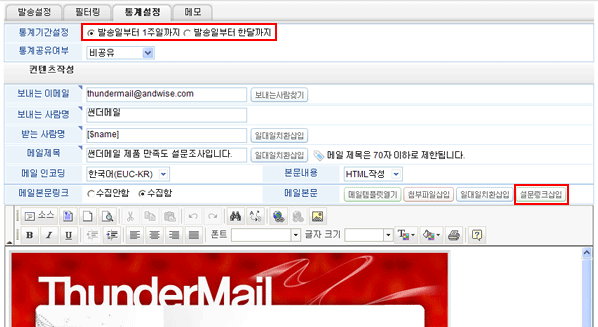 발송설정 필터링 통계설정 메모
통계기간설정 발송일부터 1주일까지 발송일부터 한달까지
통계공유여부 비공유
컨텐츠작성
보내는 이메일 thundermail@andwise.com 보내는사람찾기
보내는 사람명 썬더메일
받는 사람명 [$name] 일대일치환삽입
메일제목 썬더메일 제품 만족도 설문조사입니다. 일대일치환삽입 메일 제목은 70자 이하로 제한됩니다.
메일 인코딩 한국어(EUC-KR) 본문내용 HTML작성
메일본문링크 수집안함 수집함 메일본문 메일템플릿열기 첨부파일삽입 일대일치환삽입 설문링크삽입
소스
B I U 폰트 글자 크기
ThunderMail